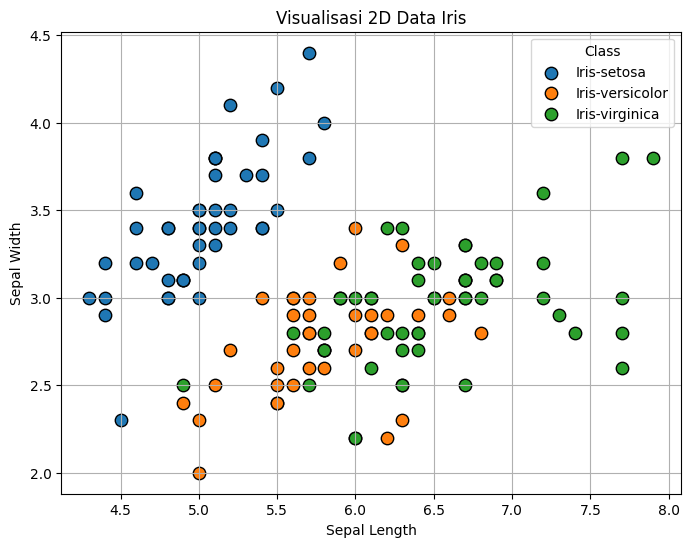 Visualisasi 2D Data Iris
Class
Iris-setosa
Iris-versicolor
Iris-virginica
Sepal Width
4.5
4.0
3.5
3.0
2.5
2.0
4.5 5.0 5.5 6.0 6.5 7.0 7.5 8.0
Sepal Length